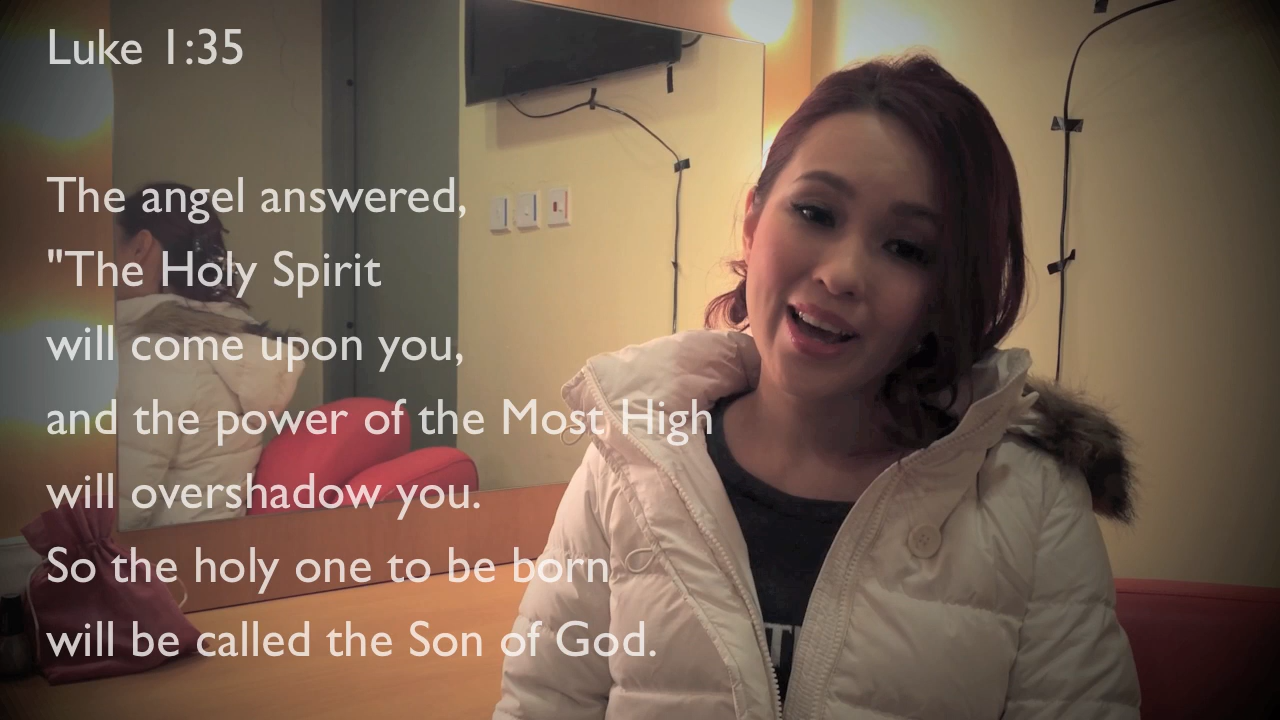 Luke 1:35
The angel answered,
"The Holy Spirit
will come upon you,
and the power of the Most High
will overshadow you.
So the holy one to be born
will be called the Son of God.